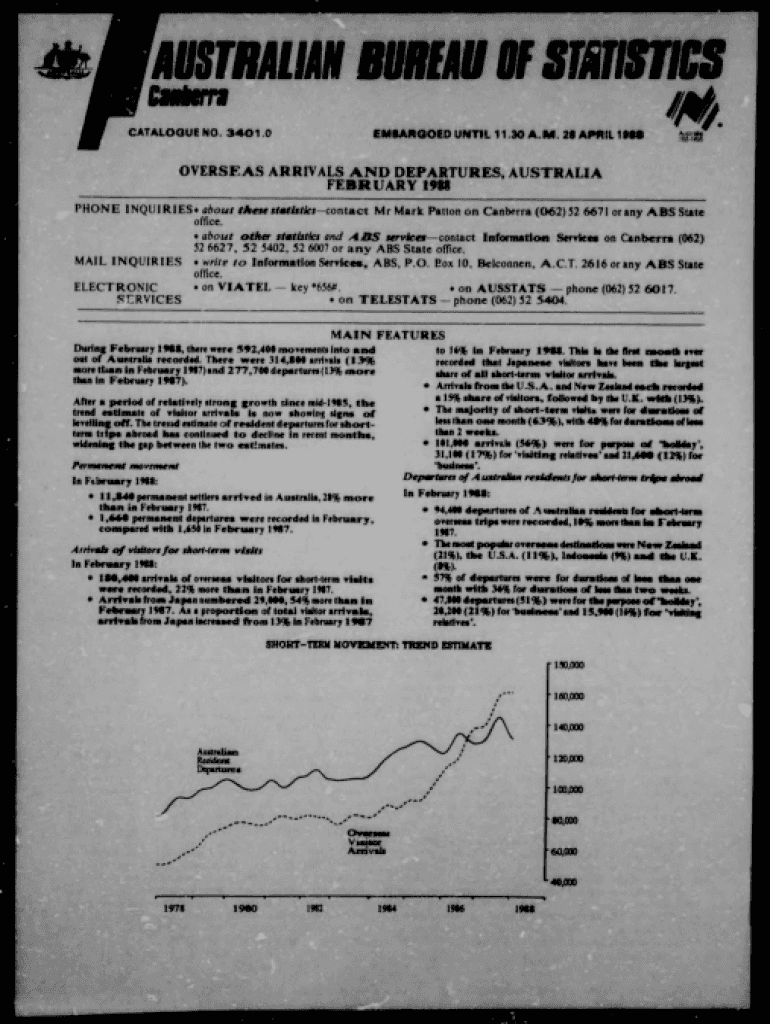 AUSTRALIAN BUREAU OF STATISTICS
Canberra
CATALOGUE NO. 3401.0
EMBARGOED UNTIL 11.30 A.M. 28 APRIL 1988
OVERSEAS ARRIVALS AND DEPARTURES, AUSTRALIA
FEBRUARY 1988
PHONE INQUIRIES • about these statistics—contact Mr Mark Patton on Canberra (062) 52 6671 or any ABS State
office.
• about other statistics and ABS services—contact Information Services on Canberra (062)
52 6627, 52 5402, 52 6007 or any ABS State office.
MAIL INQUIRIES • write to Information Services, ABS, P.O. Box 10, Belconnen, A.C.T. 2616 or any ABS State
office.
ELECTRONIC • on VIATEL — key *656#. • on AUSSTATS — phone (062) 52 6017.
SERVICES • on TELESTATS — phone (062) 52 5404.
MAIN FEATURES
During February 1988, there were 592,400 movements into and
out of Australia recorded. There were 314,800 arrivals (13.9%
more than in February 1987) and 277,700 departures (13% more
than in February 1987).
After a period of relatively strong growth since mid-1985, the
trend estimate of visitor arrivals is now showing signs of
levelling off. The trend estimate of resident departures for short-
term trips abroad has continued to decline in recent months,
widening the gap between the two estimates.
Permanent movement
In February 1988:
• 11,840 permanent settlers arrived in Australia, 28% more
than in February 1987.
• 1,660 permanent departures were recorded in February,
compared with 1,650 in February 1987.
Arrivals of visitors for short-term visits
In February 1988:
• 180,400 arrivals of overseas visitors for short-term visits
were recorded, 22% more than in February 1987.
• Arrivals from Japan numbered 29,000, 54% more than in
February 1987. As a proportion of total visitor arrivals,
arrivals from Japan increased from 13% in February 1987
to 16% in February 1988. This is the first month ever
recorded that Japanese visitors have been the largest
share of all short-term visitor arrivals.
• Arrivals from the U.S.A. and New Zealand each recorded
a 15% share of visitors, followed by the U.K. with (13%).
• The majority of short-term visits were for durations of
less than one month (63%), with 40% for durations of less
than 2 weeks.
• 101,000 arrivals (56%) were for purpose of 'holiday',
31,100 (17%) for 'visiting relatives' and 21,600 (12%) for
'business'.
Departures of Australian residents for short-term trips abroad
In February 1988:
• 94,400 departures of Australian residents for short-term
overseas trips were recorded, 10% more than in February
1987.
• The most popular overseas destinations were New Zealand
(21%), the U.S.A. (11%), Indonesia (9%) and the U.K.
(8%).
• 57% of departures were for durations of less than one
month with 36% for durations of less than two weeks.
• 47,800 departures (51%) were for the purpose of 'holiday',
20,200 (21%) for 'business' and 15,900 (16%) for 'visiting
relatives'.
SHORT-TERM MOVEMENT: TREND ESTIMATE
180,000
160,000
140,000
120,000
100,000
80,000
60,000
40,000
Australian
Resident
Departures
Overseas
Visitor
Arrivals
1978 1980 1982 1984 1986 1988